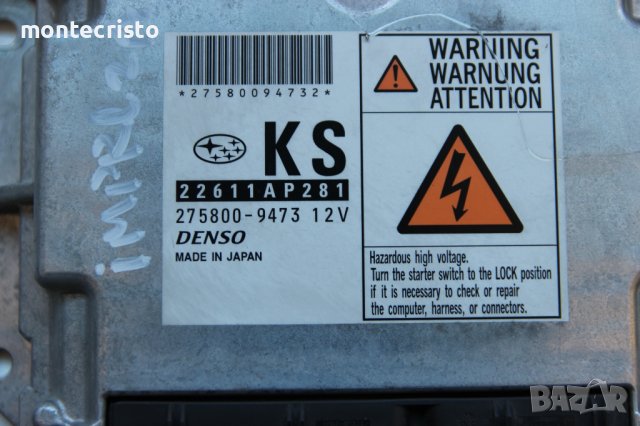 montecristo
*27580094732*
KS
22611AP281
275800-9473 12V
DENSO
MADE IN JAPAN
WARNING
WARNUNG
ATTENTION
Hazardous high voltage.
Turn the starter switch to the LOCK position
if it is necessary to check or repair
the computer, harness, or connectors.
BAZAR